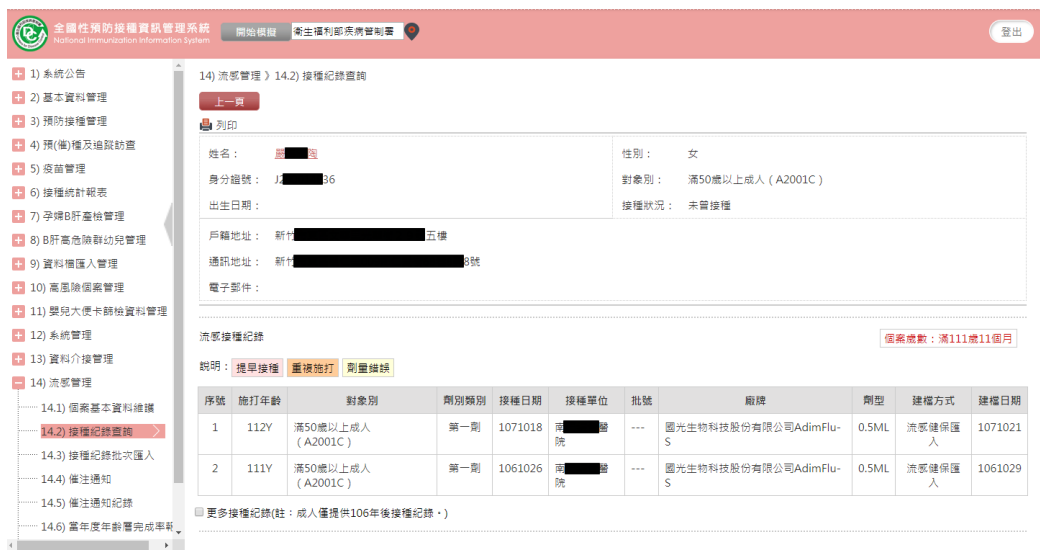 全國性預防接種資訊管理系統
National Immunization Information System
開始模擬
衛生福利部疾病管制署
登出
1) 系統公告
2) 基本資料管理
3) 預防接種管理
4) 預(催)種及追蹤訪查
5) 疫苗管理
6) 接種統計報表
7) 孕婦B肝產檢管理
8) B肝高危險群幼兒管理
9) 資料檔匯入管理
10) 高風險個案管理
11) 嬰兒大便卡篩檢資料管理
12) 系統管理
13) 資料介接管理
14) 流感管理
14.1) 個案基本資料維護
14.2) 接種紀錄查詢
14.3) 接種紀錄批次匯入
14.4) 催注通知
14.5) 催注通知紀錄
14.6) 當年度年齡層完成率報
14) 流感管理 》14.2) 接種紀錄查詢
上一頁
列印
姓名：
性別： 女
身分證號： J2 36
對象別： 滿50歲以上成人 ( A2001C )
出生日期：
接種狀況： 未曾接種
戶籍地址： 新竹 五樓
通訊地址： 新竹 8號
電子郵件：
流感接種紀錄
個案歲數：滿111歲11個月
說明： 提早接種 重複施打 劑量錯誤
序號 施打年齡 對象別 劑別類別 接種日期 接種單位 批號 廠牌 劑型 建檔方式 建檔日期
1 112Y 滿50歲以上成人 ( A2001C ) 第一劑 1071018 南 醫院 --- 國光生物科技股份有限公司AdimFlu-S 0.5ML 流感健保匯入 1071021
2 111Y 滿50歲以上成人 ( A2001C ) 第一劑 1061026 南 醫院 --- 國光生物科技股份有限公司AdimFlu-S 0.5ML 流感健保匯入 1061029
更多接種紀錄(註：成人僅提供106年後接種紀錄。)